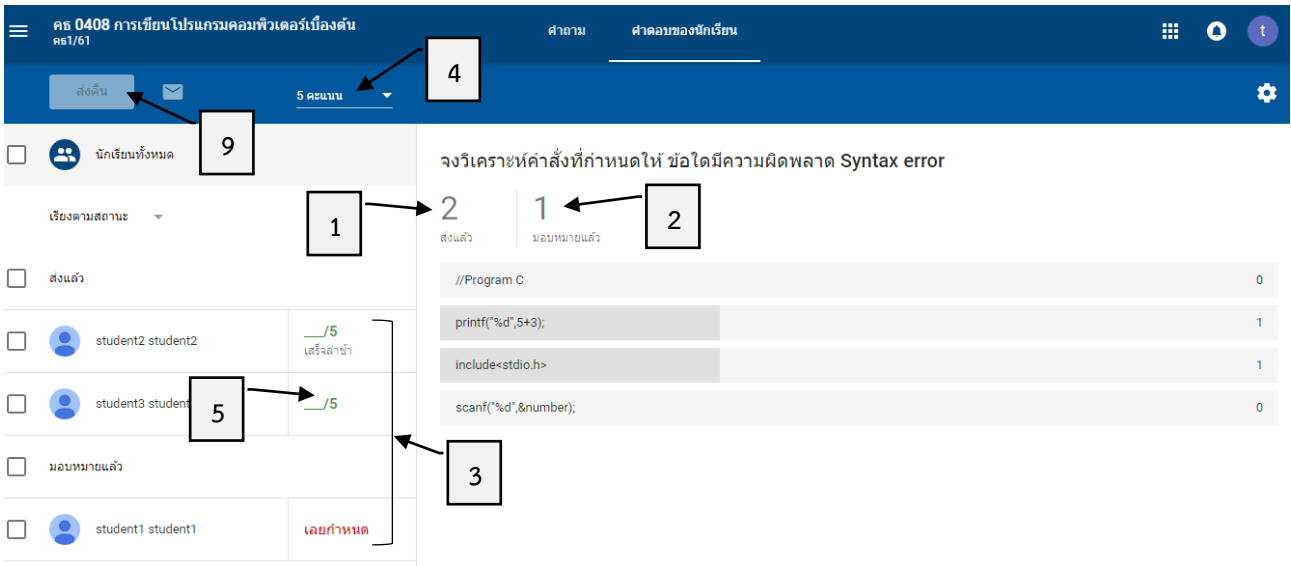 คธ 0408 การเขียนโปรแกรมคอมพิวเตอร์เบื้องต้น
คธ1/61
คำถาม
คำตอบของนักเรียน
t
ส่งคืน
5 คะแนน
4
9
นักเรียนทั้งหมด
จงวิเคราะห์คำสั่งที่กำหนดให้ ข้อใดมีความผิดพลาด Syntax error
เรียงตามสถานะ
1
2
ส่งแล้ว
1
มอบหมายแล้ว
2
ส่งแล้ว
//Program C 0
printf("%d",5+3); 1
include<stdio.h> 1
scanf("%d",&number); 0
student2 student2
__/5
เสร็จล่าช้า
student3 student
5
__/5
3
มอบหมายแล้ว
student1 student1
เลยกำหนด